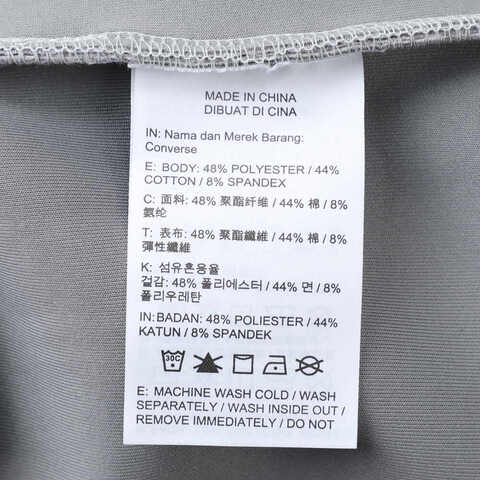 MADE IN CHINA
DIBUAT DI CINA
IN: Nama dan Merek Barang:
Converse
E: BODY: 48% POLYESTER / 44%
COTTON / 8% SPANDEX
C: 面料: 48% 聚酯纤维 / 44% 棉 / 8%
氨纶
T: 表布: 48% 聚酯纖維 / 44% 棉 / 8%
彈性纖維
K: 섬유혼용율
겉감: 48% 폴리에스터 / 44% 면 / 8%
폴리우레탄
IN: BADAN: 48% POLIESTER / 44%
KATUN / 8% SPANDEK
30C
E: MACHINE WASH COLD / WASH
SEPARATELY / WASH INSIDE OUT /
REMOVE IMMEDIATELY / DO NOT